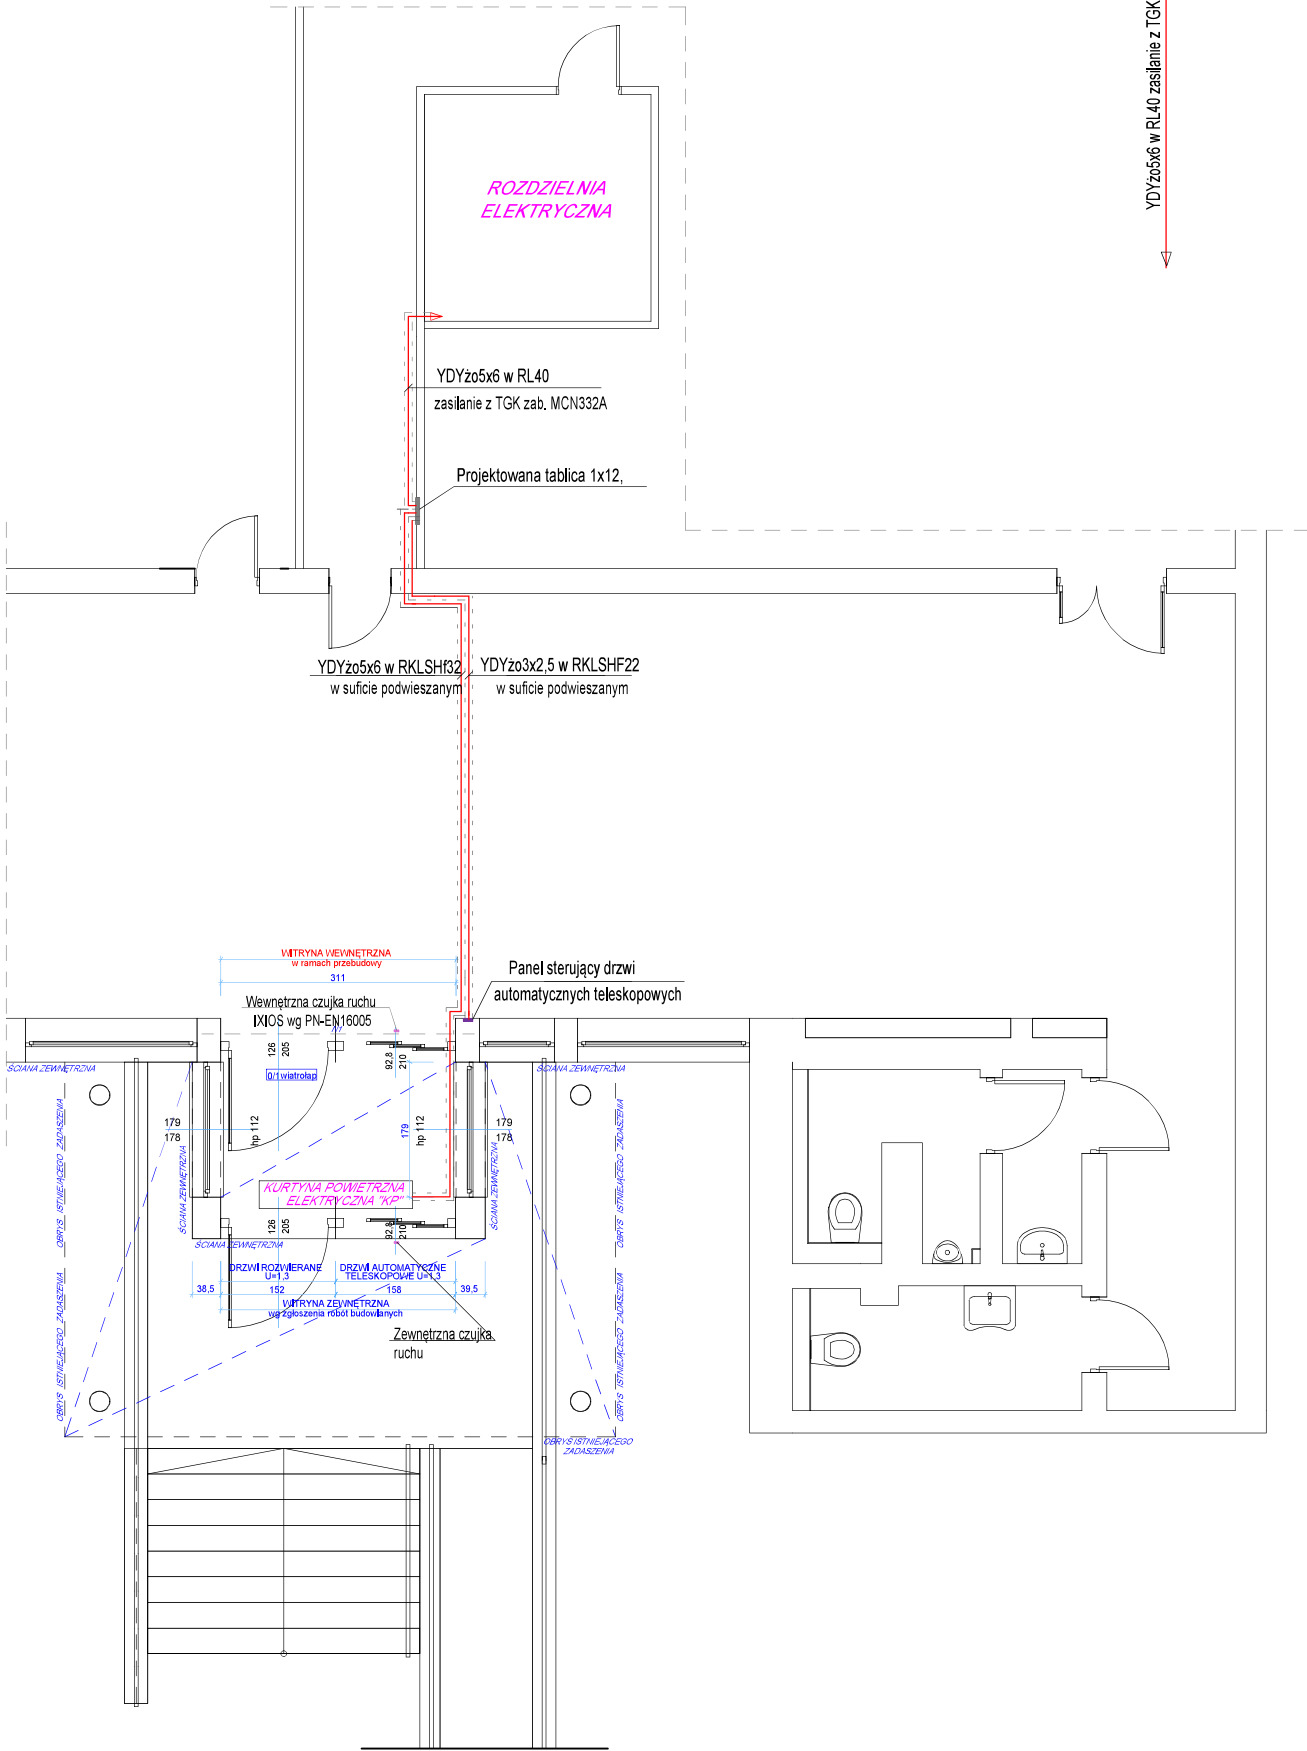 YDYżo5x6 w RL40 zasilanie z TGK
ROZDZIELNIA
ELEKTRYCZNA
YDYżo5x6 w RL40
zasilanie z TGK zab. MCN332A
Projektowana tablica 1x12,
YDYżo5x6 w RKLSHf32
w suficie podwieszanym
YDYżo3x2,5 w RKLSHF22
w suficie podwieszanym
WITRYNA WEWNĘTRZNA
w ramach przebudowy
311
Panel sterujący drzwi
automatycznych teleskopowych
Wewnętrzna czujka ruchu
IXIOS wg PN-EN16005
126
205
92,8
210
0/1wiatrołap
ŚCIANA ZEWNĘTRZNA
ŚCIANA ZEWNĘTRZNA
179
178
hp 112
179
hp 112
179
178
OBRYS ISTNIEJĄCEGO ZADASZENIA
OBRYS ISTNIEJĄCEGO ZADASZENIA
ŚCIANA ZEWNĘTRZNA
ŚCIANA ZEWNĘTRZNA
KURTYNA POWIETRZNA
ELEKTRYCZNA "KP"
126
205
92,8
210
ŚCIANA ZEWNĘTRZNA
DRZWI ROZWIERANE
U=1,3
DRZWI AUTOMATYCZNE
TELESKOPOWE U=1,3
38,5
152
158
39,5
WITRYNA ZEWNĘTRZNA
wg zgłoszenia robót budowlanych
Zewnętrzna czujka
ruchu
OBRYS ISTNIEJĄCEGO ZADASZENIA
OBRYS ISTNIEJĄCEGO ZADASZENIA
OBRYS ISTNIEJĄCEGO
ZADASZENIA